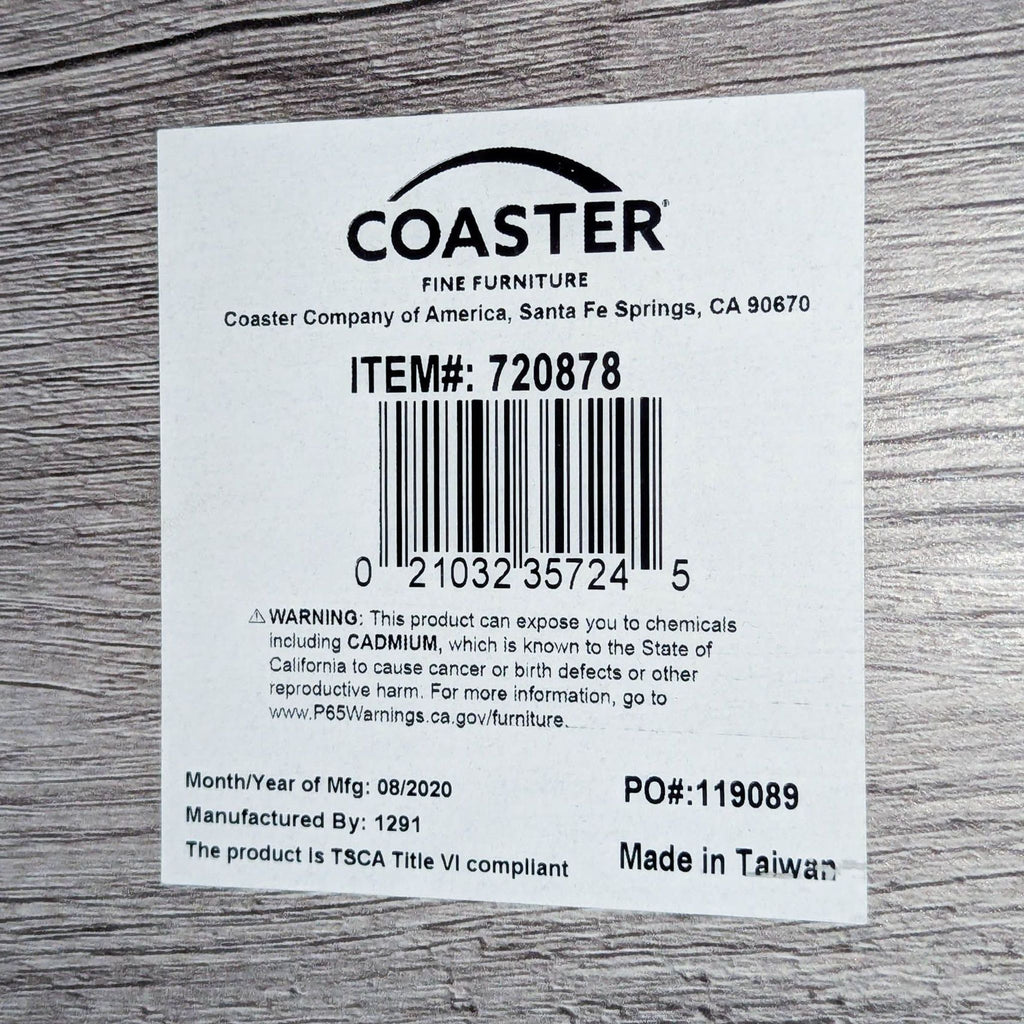 COASTER®
FINE FURNITURE
Coaster Company of America, Santa Fe Springs, CA 90670
ITEM#: 720878
0 21032 35724 5
⚠ WARNING: This product can expose you to chemicals
including CADMIUM, which is known to the State of
California to cause cancer or birth defects or other
reproductive harm. For more information, go to
www.P65Warnings.ca.gov/furniture.
Month/Year of Mfg: 08/2020
PO#:119089
Manufactured By: 1291
The product is TSCA Title VI compliant
Made in Taiwan